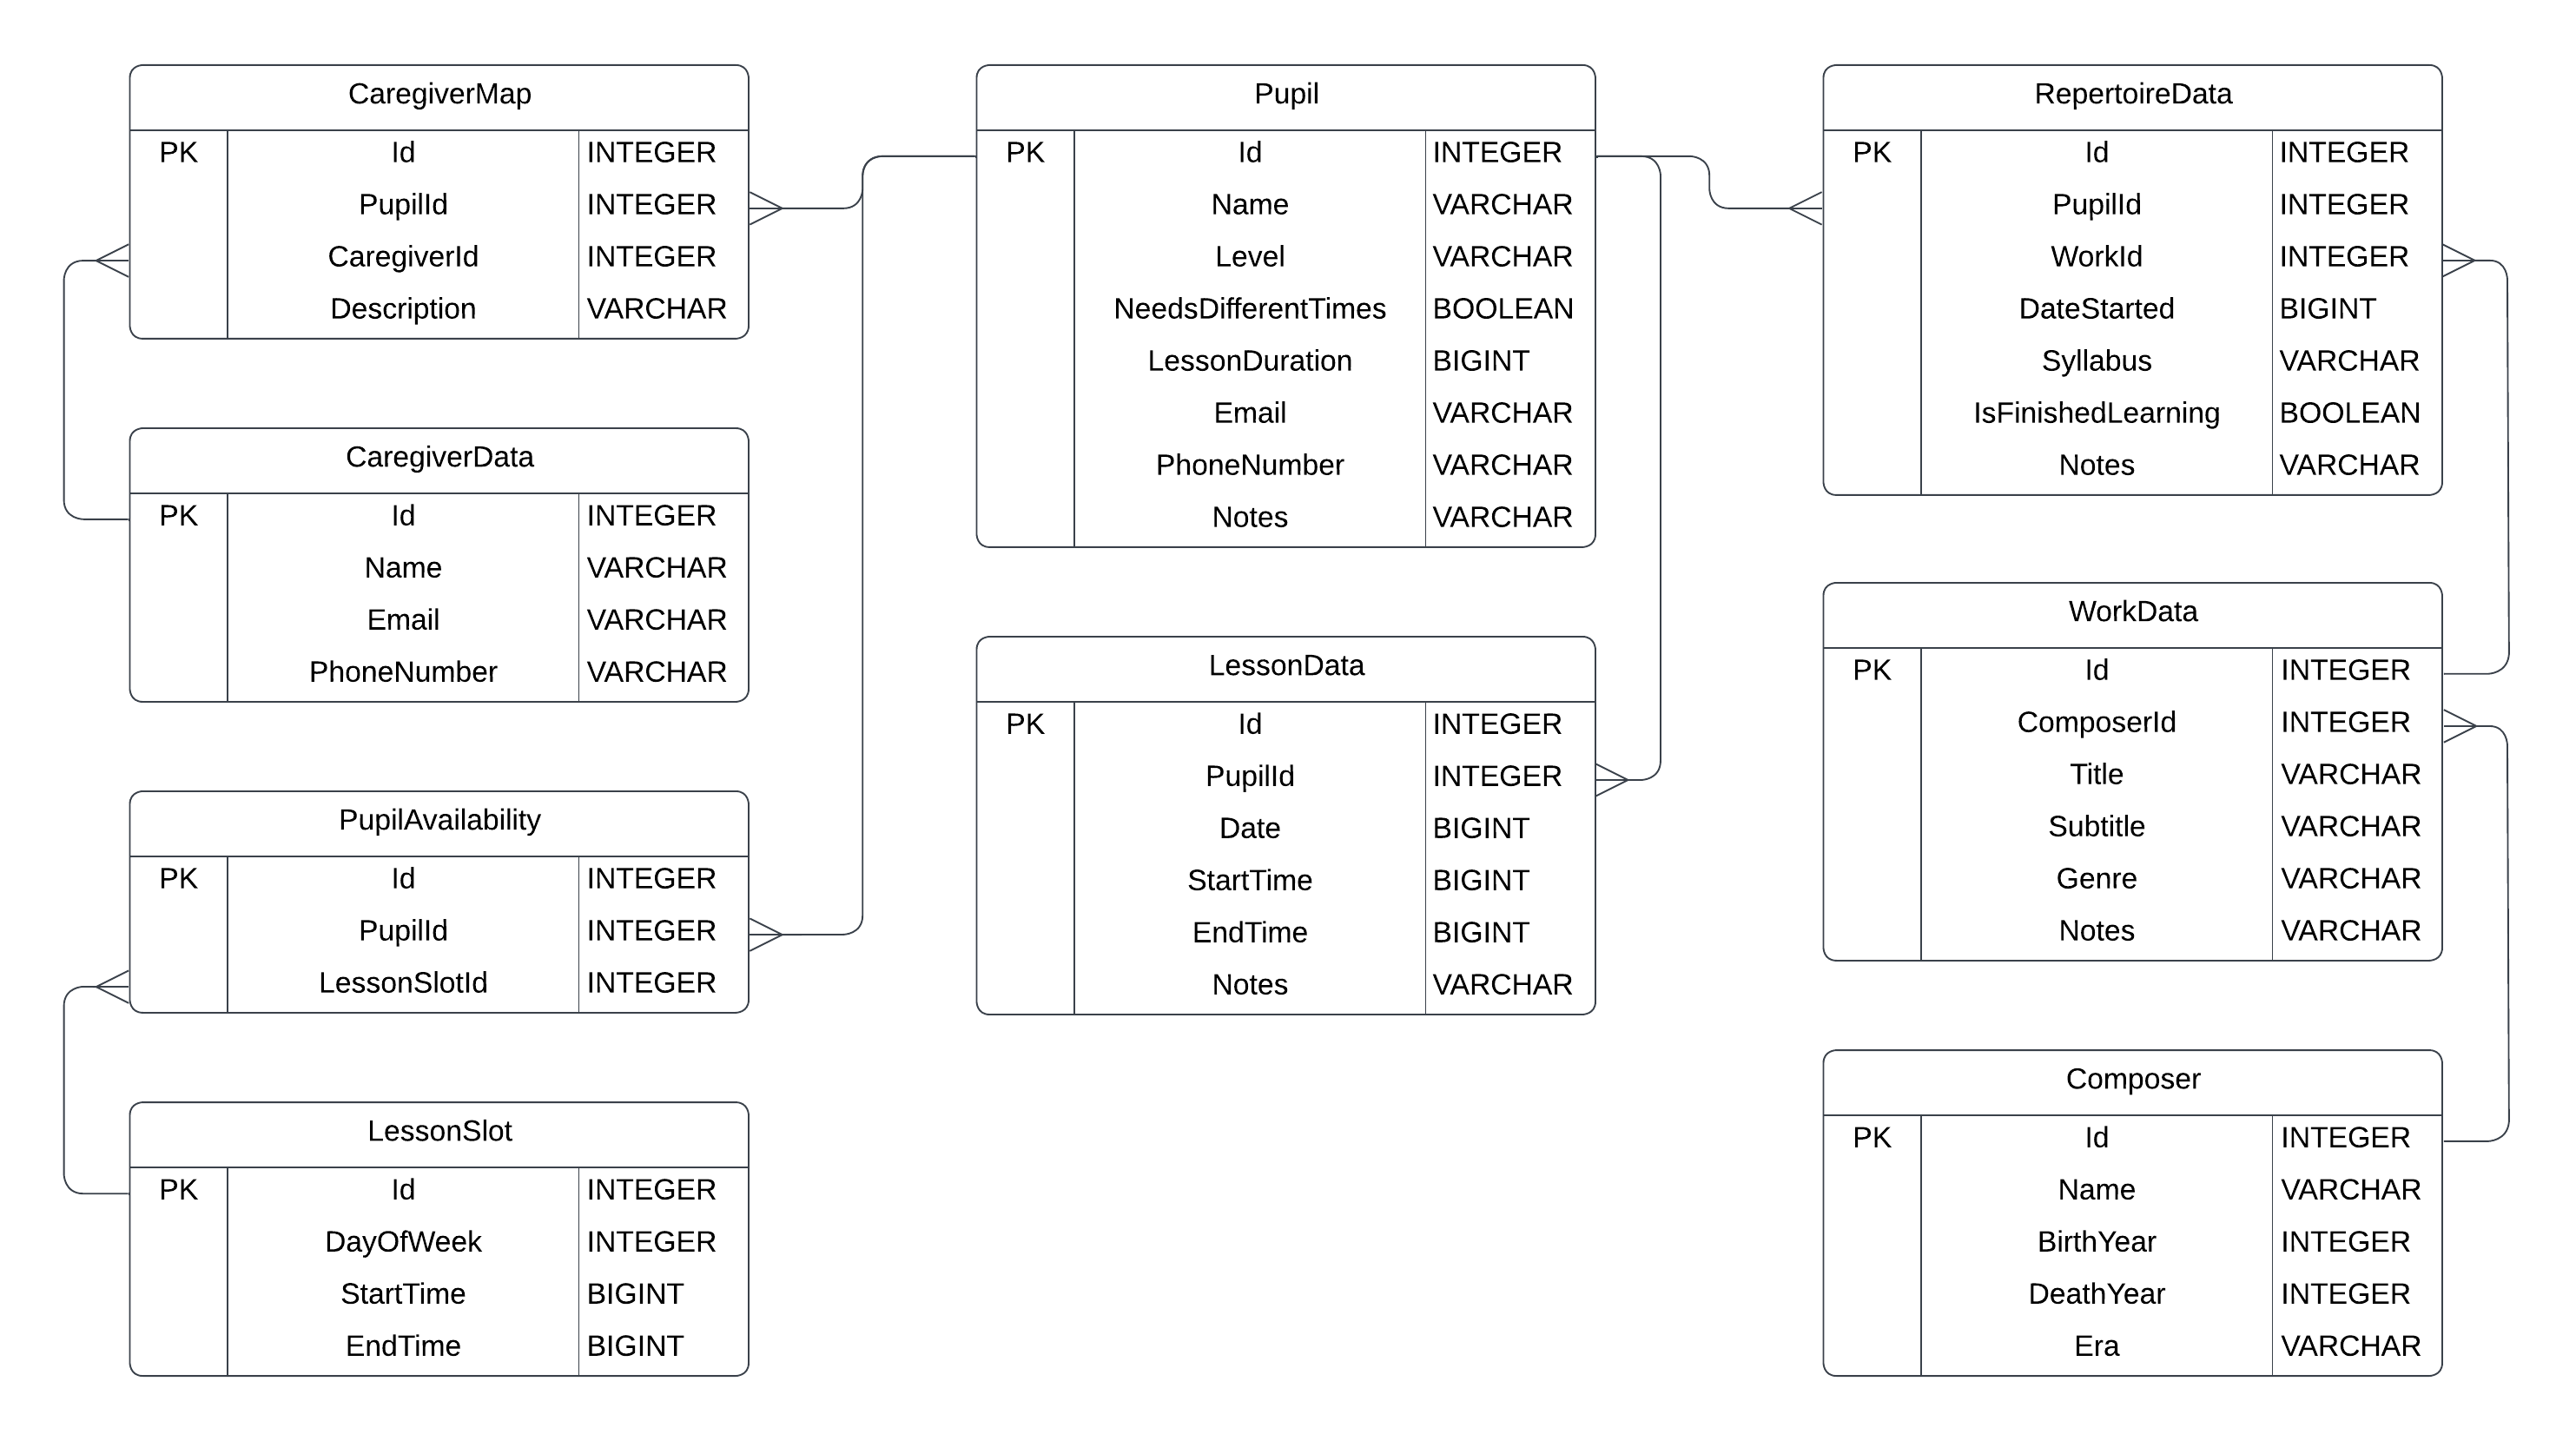 CaregiverMap
PK Id INTEGER
PupilId INTEGER
CaregiverId INTEGER
Description VARCHAR
CaregiverData
PK Id INTEGER
Name VARCHAR
Email VARCHAR
PhoneNumber VARCHAR
PupilAvailability
PK Id INTEGER
PupilId INTEGER
LessonSlotId INTEGER
LessonSlot
PK Id INTEGER
DayOfWeek INTEGER
StartTime BIGINT
EndTime BIGINT
Pupil
PK Id INTEGER
Name VARCHAR
Level VARCHAR
NeedsDifferentTimes BOOLEAN
LessonDuration BIGINT
Email VARCHAR
PhoneNumber VARCHAR
Notes VARCHAR
LessonData
PK Id INTEGER
PupilId INTEGER
Date BIGINT
StartTime BIGINT
EndTime BIGINT
Notes VARCHAR
RepertoireData
PK Id INTEGER
PupilId INTEGER
WorkId INTEGER
DateStarted BIGINT
Syllabus VARCHAR
IsFinishedLearning BOOLEAN
Notes VARCHAR
WorkData
PK Id INTEGER
ComposerId INTEGER
Title VARCHAR
Subtitle VARCHAR
Genre VARCHAR
Notes VARCHAR
Composer
PK Id INTEGER
Name VARCHAR
BirthYear INTEGER
DeathYear INTEGER
Era VARCHAR